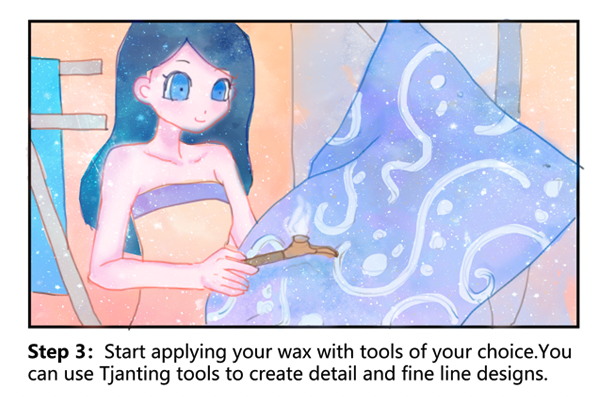 Step 3: Start applying your wax with tools of your choice.You
can use Tjanting tools to create detail and fine line designs.